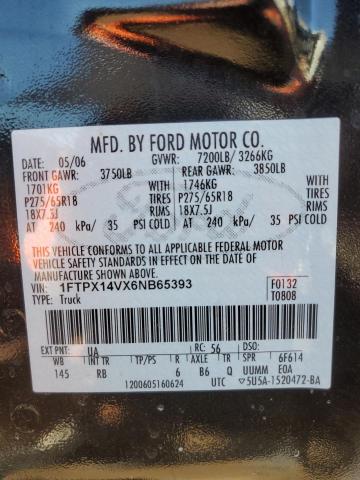 MFD. BY FORD MOTOR CO.
DATE: 05/06 GVWR: 7200LB/ 3266KG
FRONT GAWR: 3750LB REAR GAWR: 3850LB
1701KG WITH 1746KG WITH
P275/65R18 TIRES P275/65R18 TIRES
18X7.5J RIMS 18X7.5J RIMS
AT 240 kPa/ 35 PSI COLD AT 240 kPa/ 35 PSI COLD
THIS VEHICLE CONFORMS TO ALL APPLICABLE FEDERAL MOTOR
VEHICLE SAFETY AND BUMPER STANDARDS IN EFFECT ON THE DATE OF
MANUFACTURE SHOWN ABOVE.
VIN: 1FTPX14VX6NB65393 F0132
TYPE: Truck T0808
EXT PNT: UA RC: 56 DSO:
WB INT TR TP/PS R AXLE TR SPR 6F614
145 RB 6 B6 Q UUMM EOA
1200605160624 UTC ▽5U5A-1520472-BA